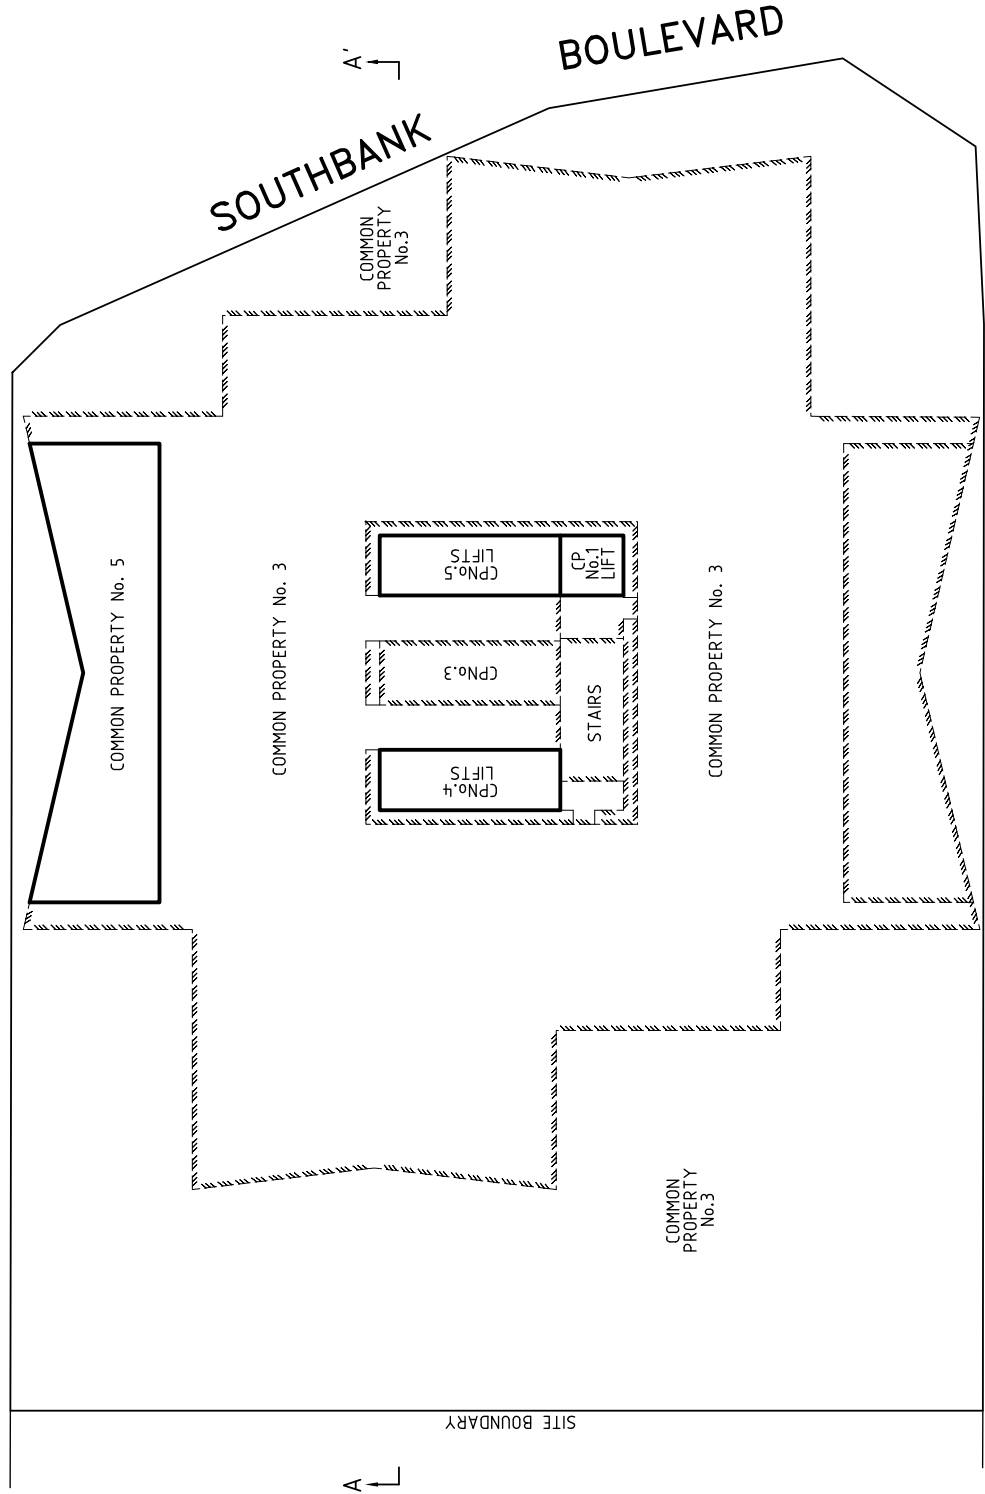 BOULEVARD
A'
SOUTHBANK
COMMON
PROPERTY
No.3
COMMON PROPERTY No. 5
COMMON PROPERTY No. 3
CPNo.5
LIFTS
CP
No.1
LIFT
CPNo.3
STAIRS
CPNo.4
LIFTS
COMMON PROPERTY No. 3
COMMON
PROPERTY
No.3
SITE BOUNDARY
A